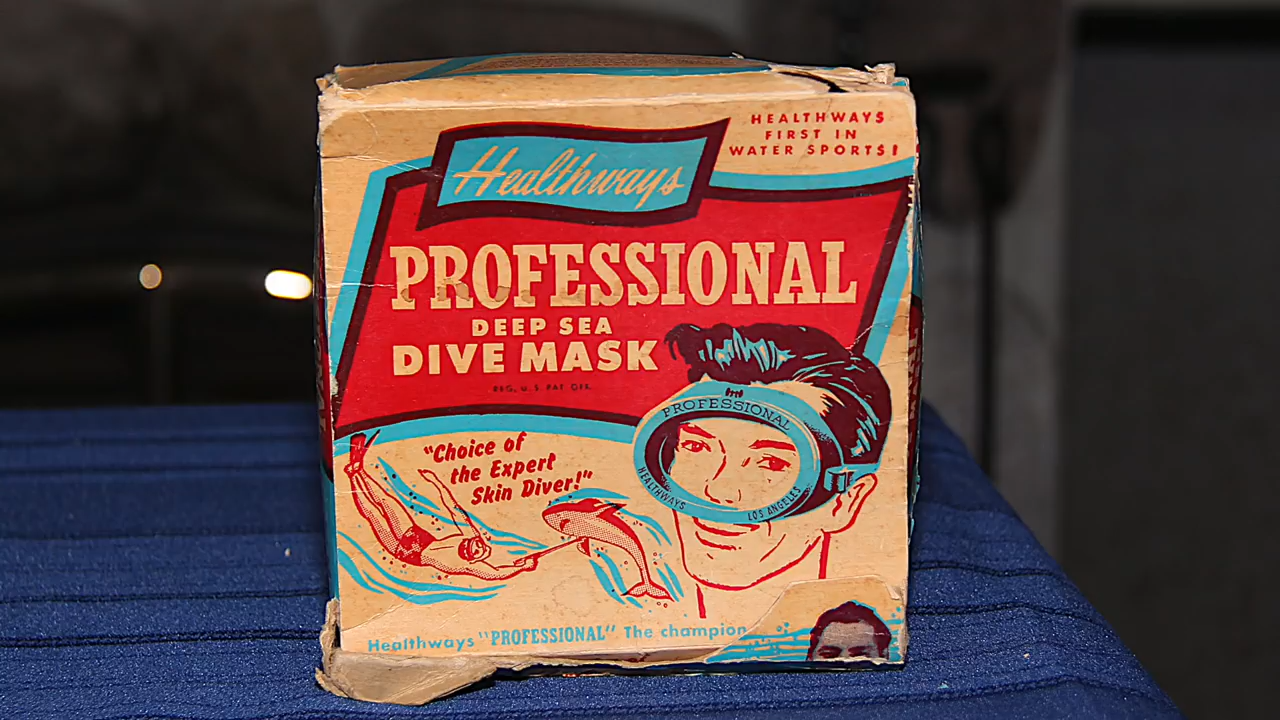 HEALTHWAYS
FIRST IN
WATER SPORTS!
Healthways
PROFESSIONAL
DEEP SEA
DIVE MASK
REG. U.S. PAT. OFF.
PROFESSIONAL
HEALTHWAYS LOS ANGELES
"Choice of
the Expert
Skin Diver!"
Healthways "PROFESSIONAL" The champion